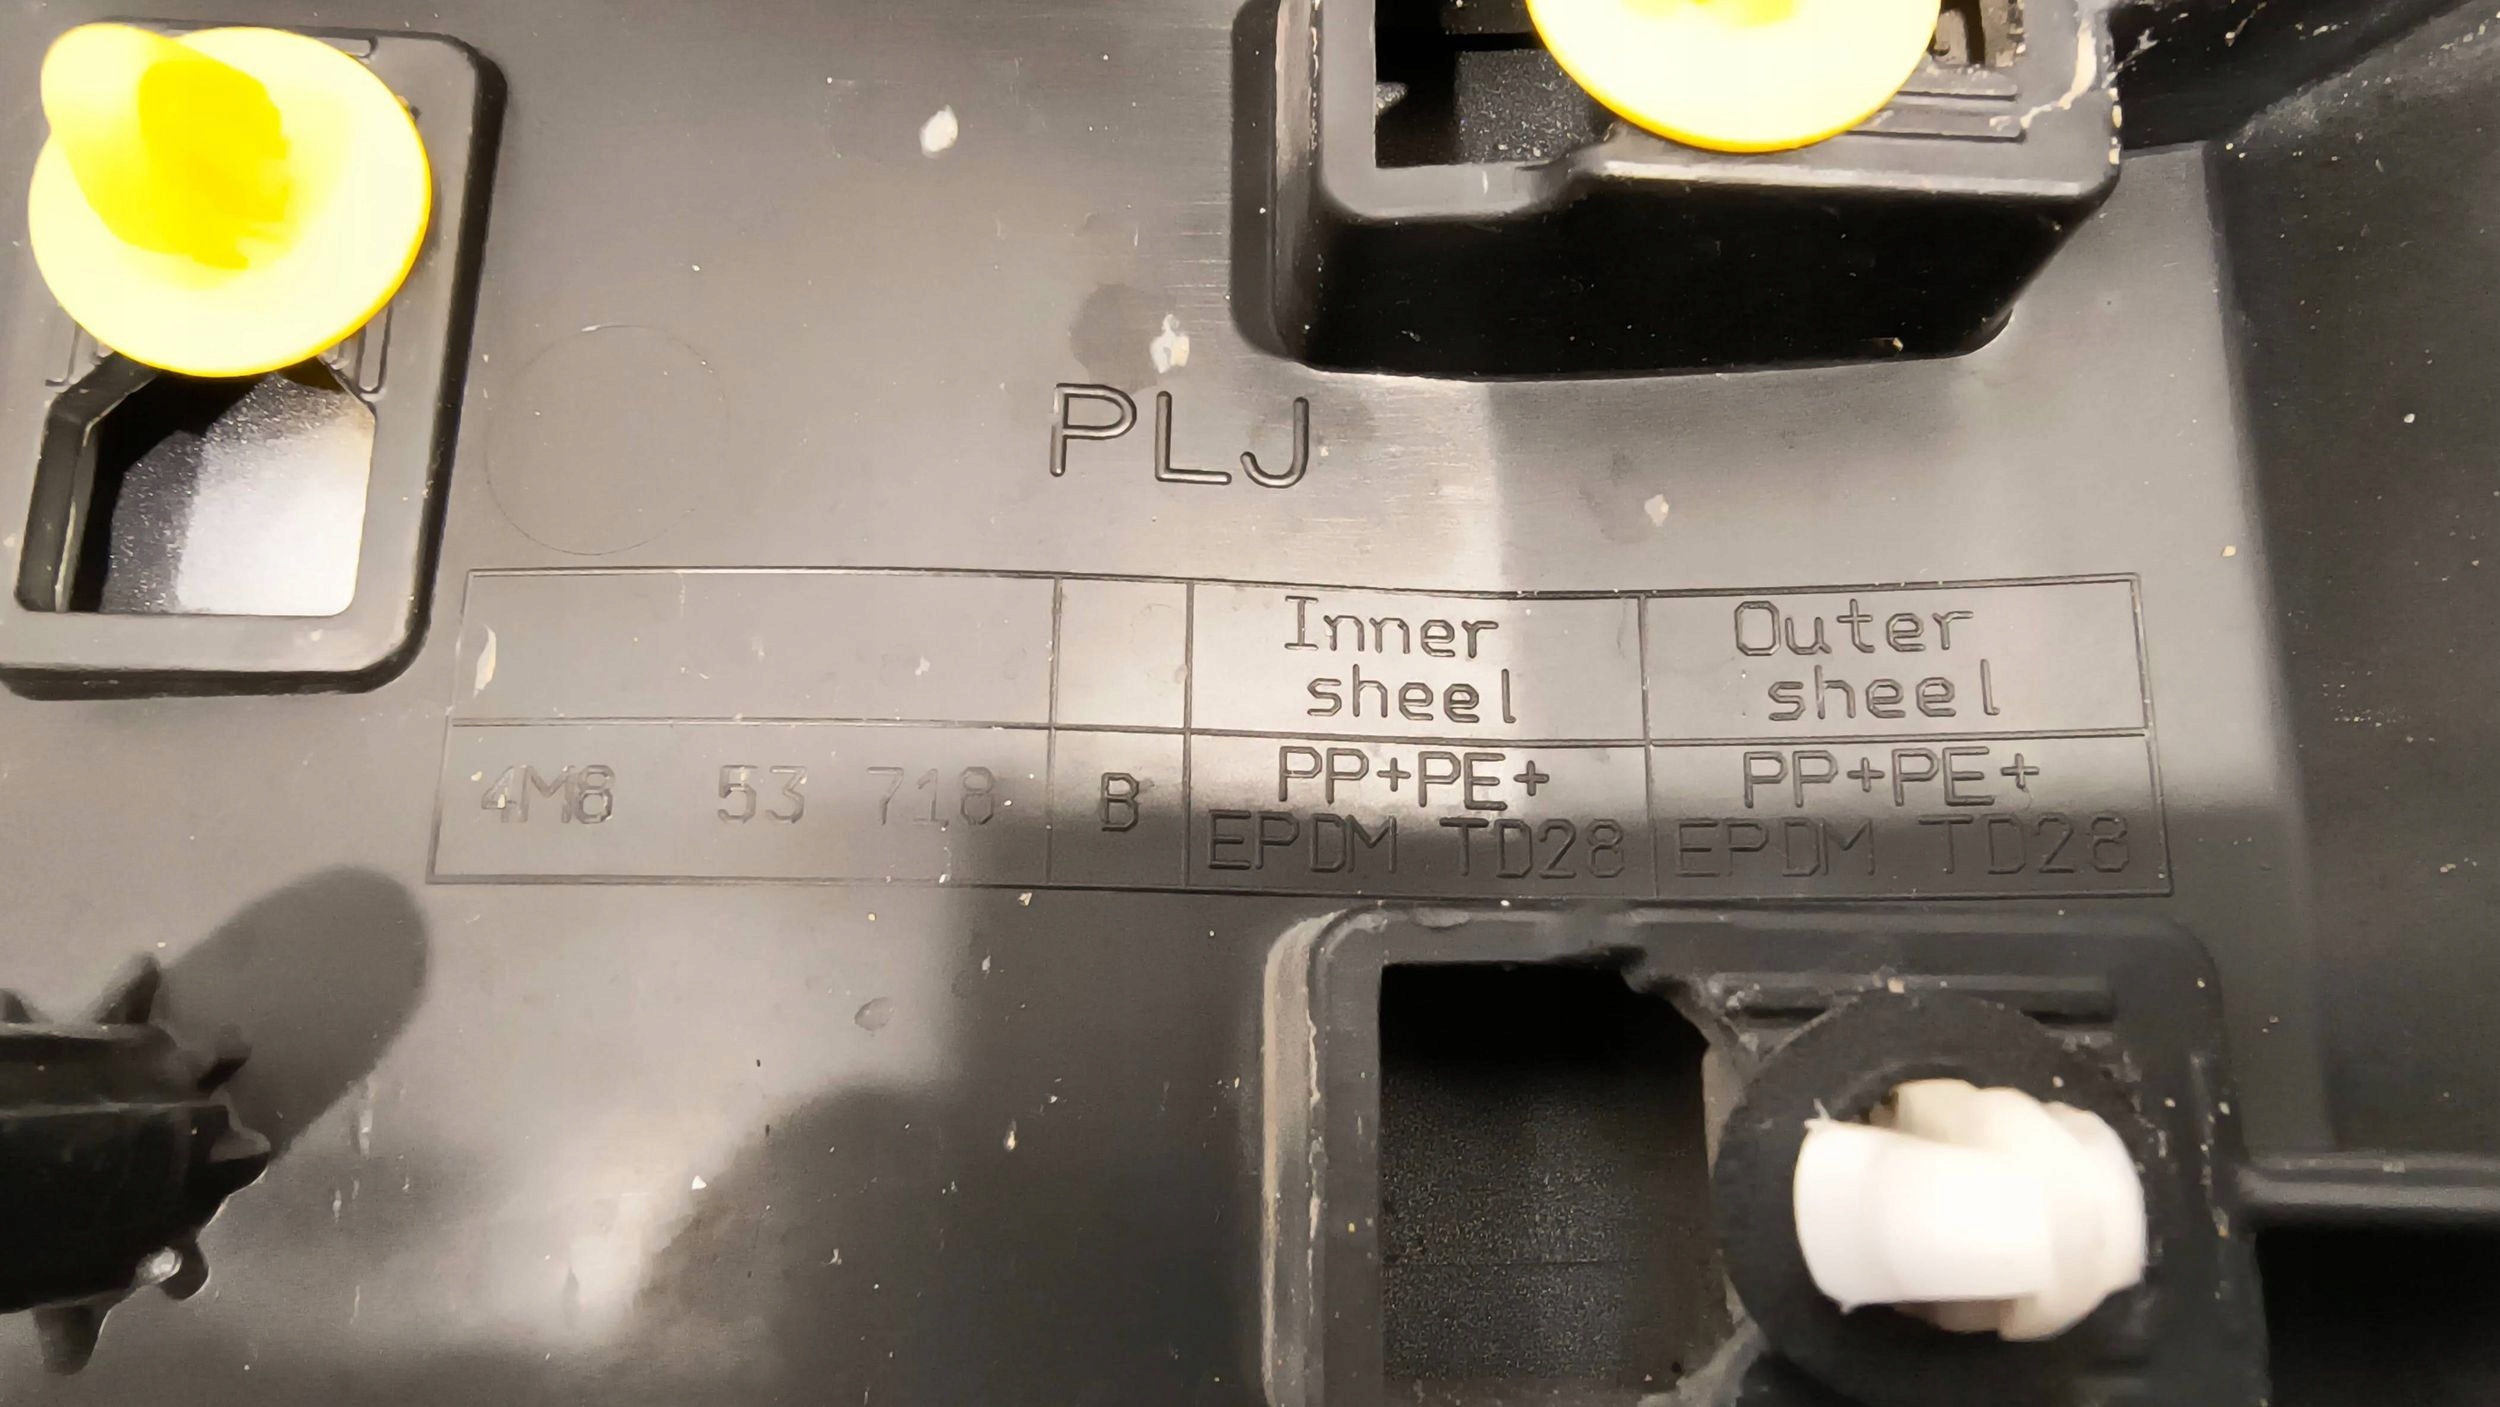 PLJ
Inner
sheel
Outer
sheel
4M8 53 718
B
PP+PE+
EPDM TD28
PP+PE+
EPDM TD28